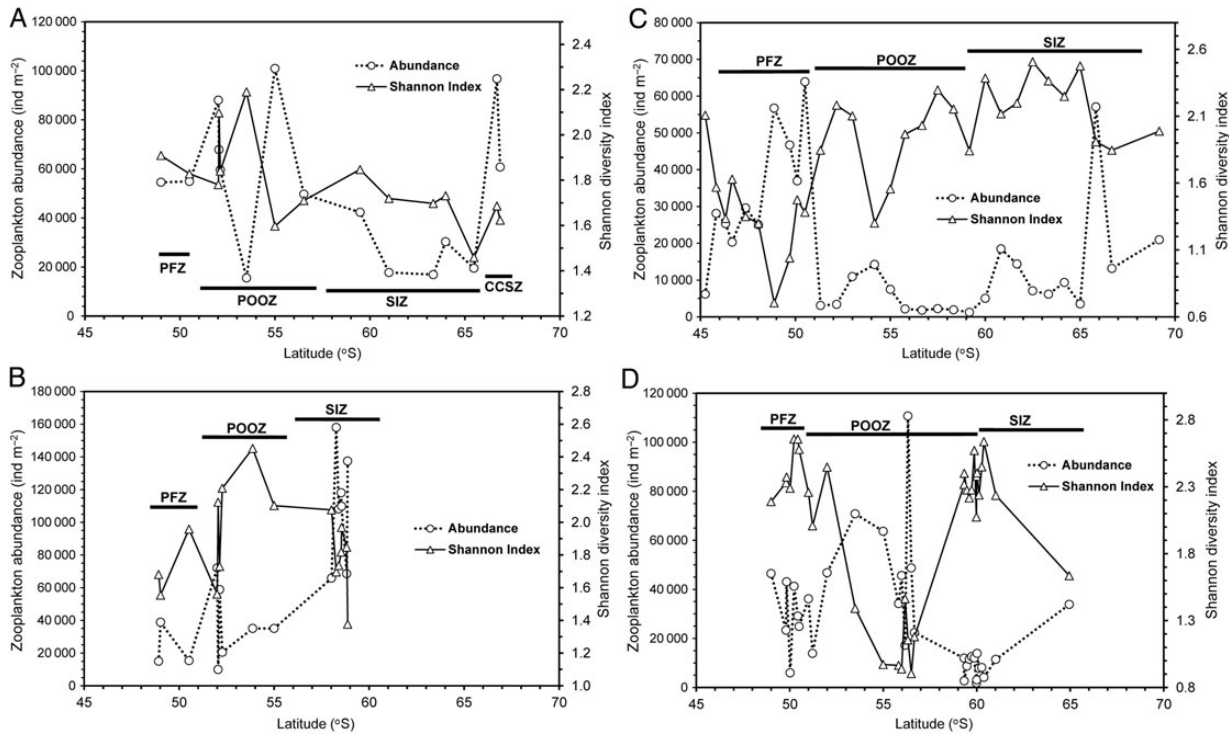 A
Zooplankton abundance (ind m⁻²)
120 000
100 000
80 000
60 000
40 000
20 000
0
Abundance
Shannon Index
PFZ
POOZ
SIZ
CCSZ
2.4
2.2
2.0
1.8
1.6
1.4
1.2
Shannon diversity index
45 50 55 60 65 70
Latitude (°S)
C
Zooplankton abundance (ind m⁻²)
80 000
70 000
60 000
50 000
40 000
30 000
20 000
10 000
0
PFZ
POOZ
SIZ
Abundance
Shannon Index
2.6
2.1
1.6
1.1
0.6
Shannon diversity index
45 50 55 60 65 70
Latitude (°S)
B
Zooplankton abundance (ind m⁻²)
180 000
160 000
140 000
120 000
100 000
80 000
60 000
40 000
20 000
0
PFZ
POOZ
SIZ
Abundance
Shannon Index
2.8
2.6
2.4
2.2
2.0
1.8
1.6
1.4
1.2
1.0
Shannon diversity index
45 50 55 60 65 70
Latitude (°S)
D
Zooplankton abundance (ind m⁻²)
120 000
100 000
80 000
60 000
40 000
20 000
0
PFZ
POOZ
SIZ
Abundance
Shannon Index
2.8
2.3
1.8
1.3
0.8
Shannon diversity index
45 50 55 60 65 70
Latitude (°S)